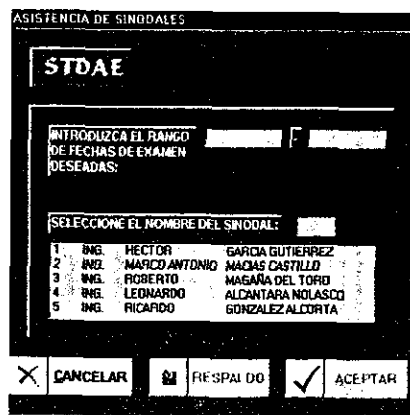 ASISTENCIA DE SINODALES
STDAE
INTRODUZCA EL RANGO
DE FECHAS DE EXAMEN
DESEADAS:
SELECCIONE EL NOMBRE DEL SINODAL:
1 ING. HECTOR GARCIA GUTIERREZ
2 ING. MARCO ANTONIO MACIAS CASTILLO
3 ING. ROBERTO MAGAÑA DEL TORO
4 ING. LEONARDO ALCANTARA NOLASCO
5 ING. RICARDO GONZALEZ ALCORTA
CANCELAR RESPALDO ACEPTAR